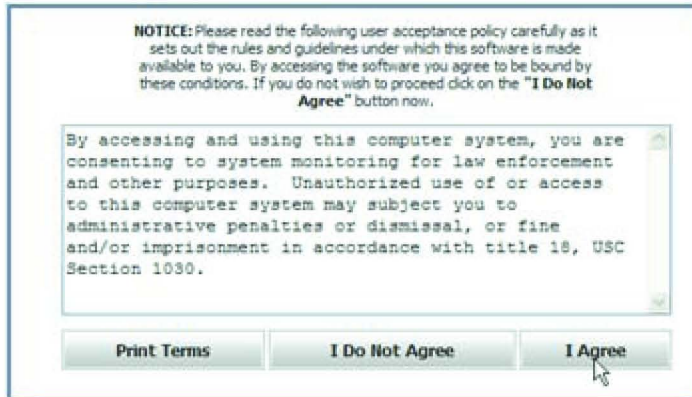 NOTICE: Please read the following user acceptance policy carefully as it
sets out the rules and guidelines under which this software is made
available to you. By accessing the software you agree to be bound by
these conditions. If you do not wish to proceed click on the "I Do Not
Agree" button now.
By accessing and using this computer system, you are
consenting to system monitoring for law enforcement
and other purposes.  Unauthorized use of or access
to this computer system may subject you to
administrative penalties or dismissal, or fine
and/or imprisonment in accordance with title 18, USC
Section 1030.
Print Terms
I Do Not Agree
I Agree